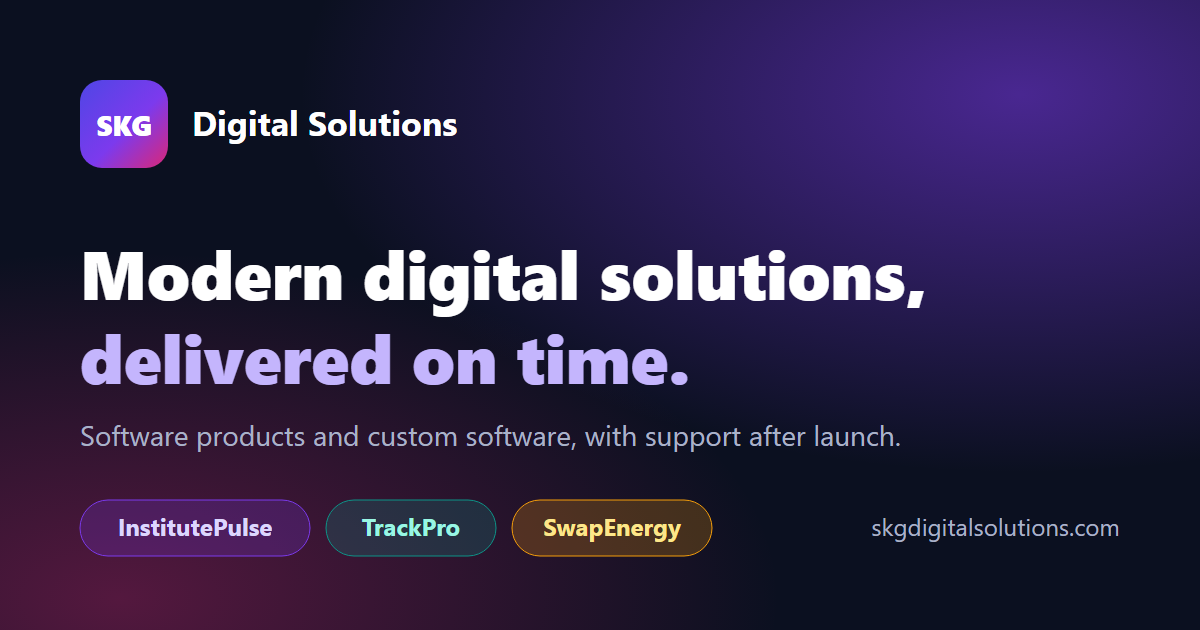 SKG
Digital Solutions
Modern digital solutions,
delivered on time.
Software products and custom software, with support after launch.
InstitutePulse
TrackPro
SwapEnergy
skgdigitalsolutions.com